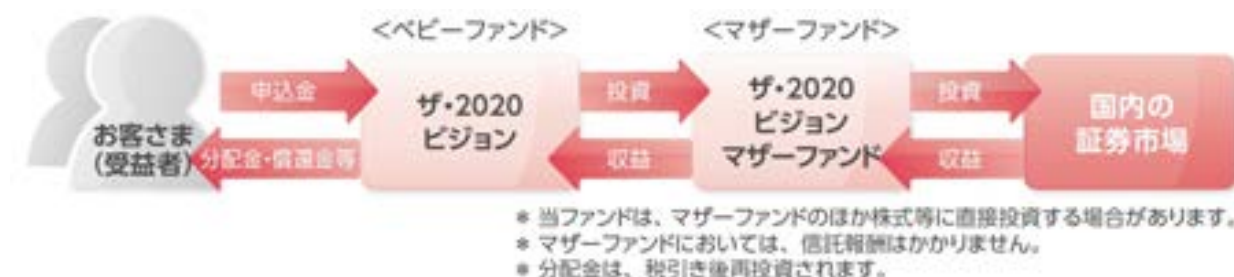 <ベビーファンド>
<マザーファンド>
お客さま
(受益者)
申込金
分配金・償還金等
ザ・2020
ビジョン
投資
収益
ザ・2020
ビジョン
マザーファンド
投資
収益
国内の
証券市場
* 当ファンドは、マザーファンドのほか株式等に直接投資する場合があります。
* マザーファンドにおいては、信託報酬はかかりません。
* 分配金は、税引き後再投資されます。